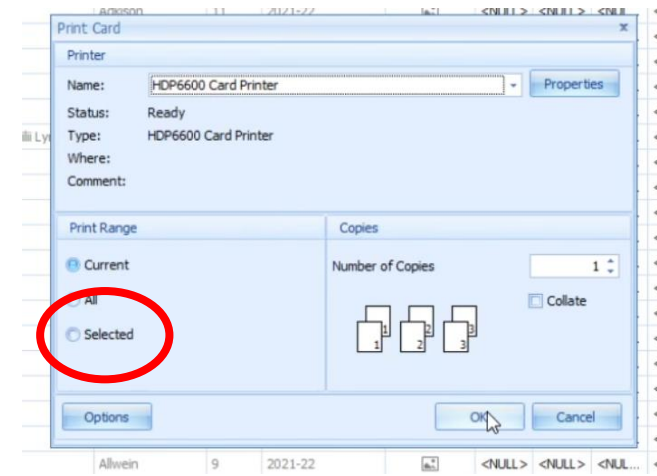 Adkison 11 2021-22 <NULL> <NULL> <NUL
Print Card x
Printer
Name: HDP6600 Card Printer Properties
Status: Ready
Type: HDP6600 Card Printer
Where:
Comment:
Print Range Copies
Current Number of Copies 1
All Collate
Selected 1 1 2 2 3 3
Options OK Cancel
Allwein 9 2021-22 <NULL> <NULL> <NUL...